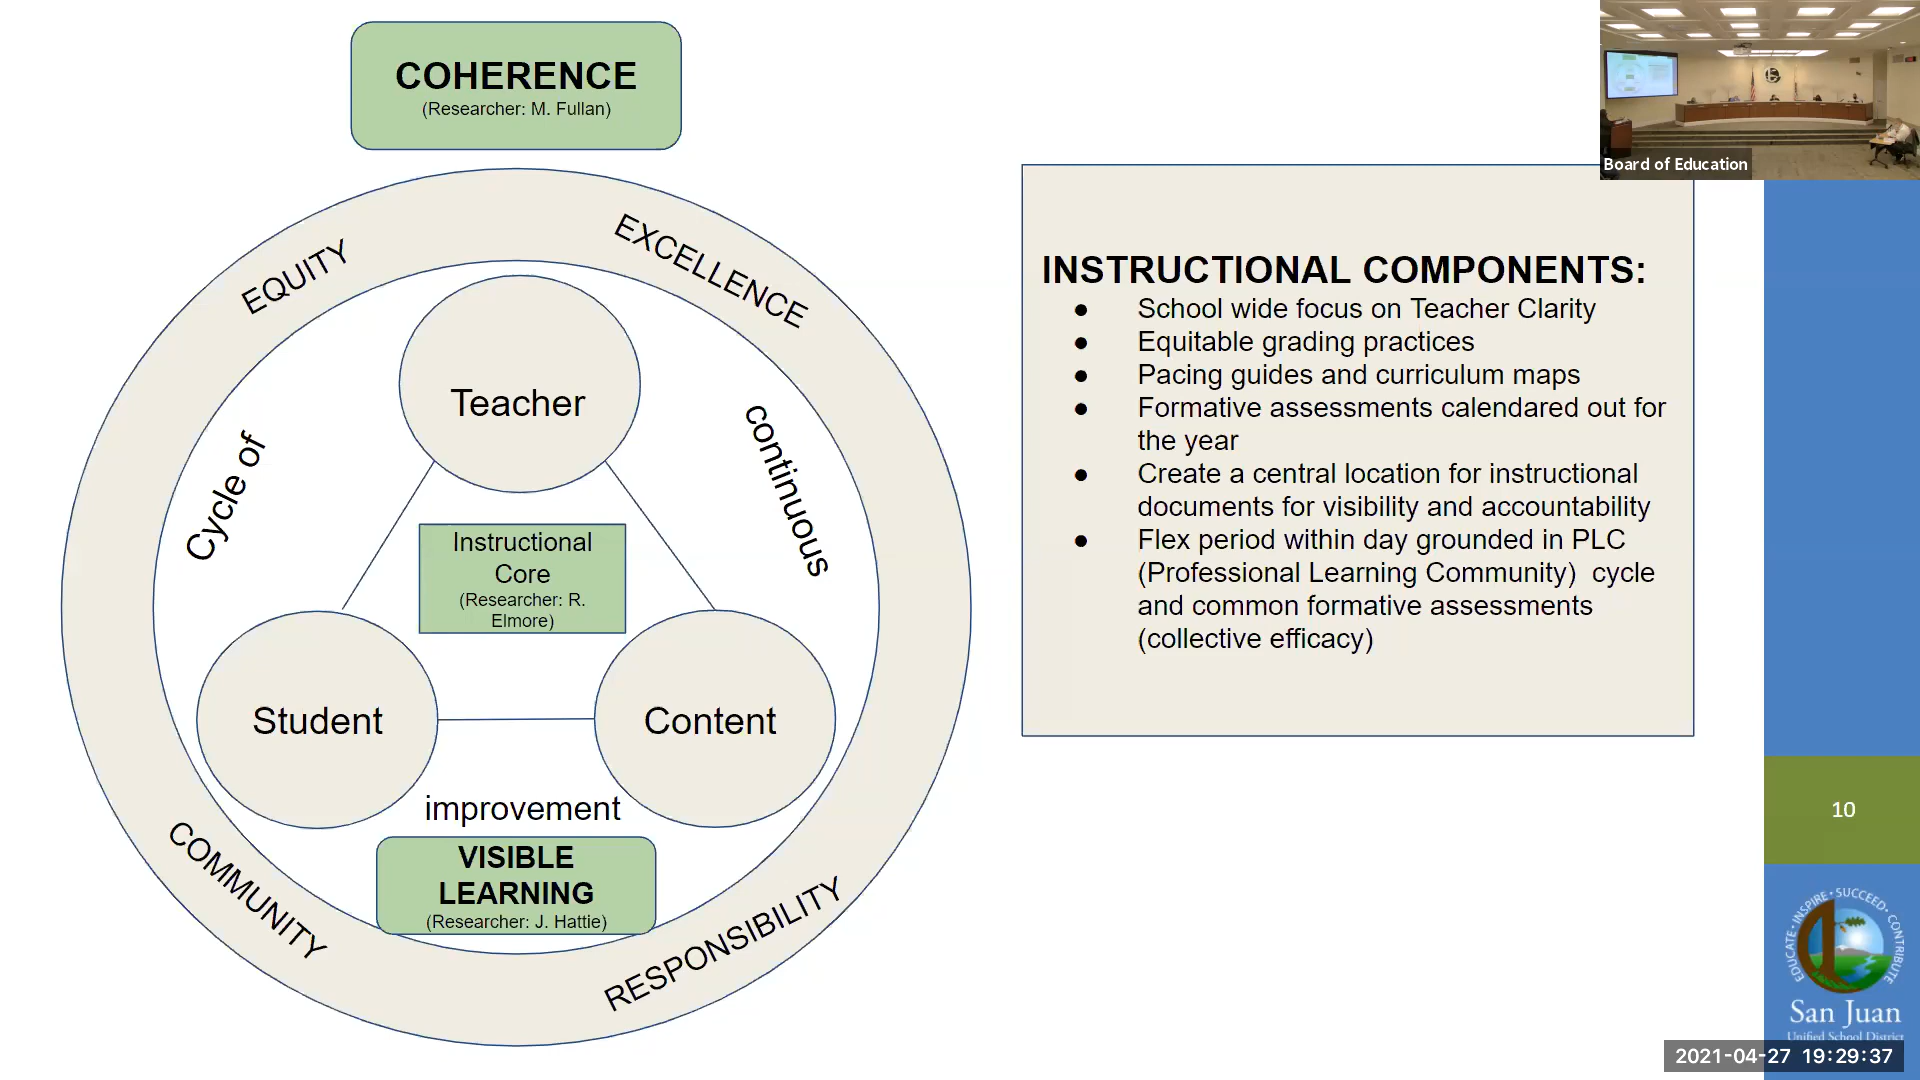 COHERENCE
(Researcher: M. Fullan)
EQUITY
EXCELLENCE
Cycle of
continuous
Teacher
Instructional
Core
(Researcher: R.
Elmore)
Student
Content
improvement
VISIBLE
LEARNING
(Researcher: J. Hattie)
COMMUNITY
RESPONSIBILITY
Board of Education
INSTRUCTIONAL COMPONENTS:
● School wide focus on Teacher Clarity
● Equitable grading practices
● Pacing guides and curriculum maps
● Formative assessments calendared out for
the year
● Create a central location for instructional
documents for visibility and accountability
● Flex period within day grounded in PLC
(Professional Learning Community)  cycle
and common formative assessments
(collective efficacy)
10
EDUCATE · INSPIRE · SUCCEED · CONTRIBUTE
San Juan
Unified School District
2021-04-27 19:29:37